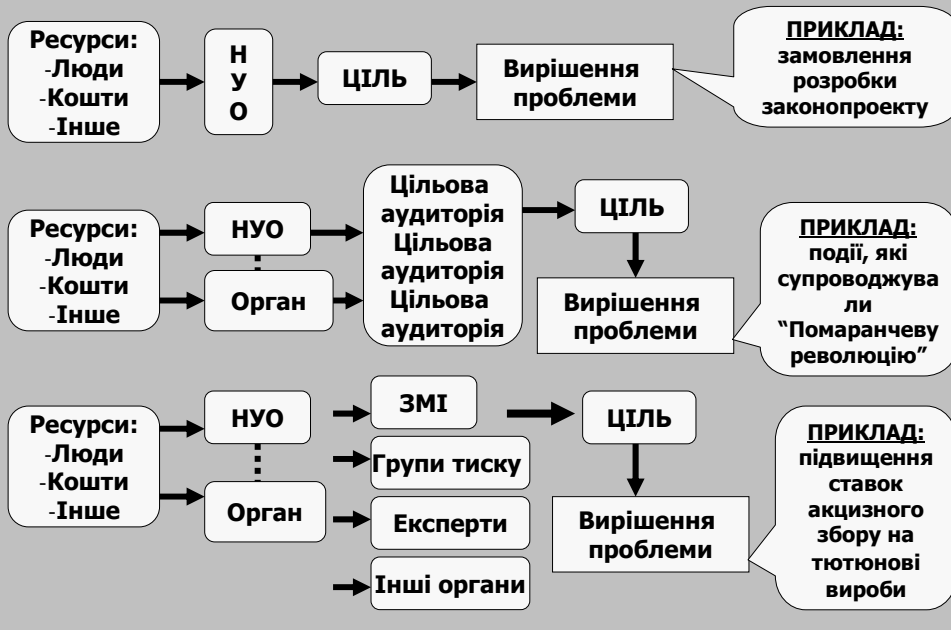 Ресурси:
-Люди
-Кошти
-Інше
Н
У
О
ЦІЛЬ
Вирішення
проблеми
ПРИКЛАД:
замовлення
розробки
законопроекту
Ресурси:
-Люди
-Кошти
-Інше
НУО
Орган
Цільова
аудиторія
Цільова
аудиторія
Цільова
аудиторія
ЦІЛЬ
Вирішення
проблеми
ПРИКЛАД:
події, які
супроводжува
ли
“Помаранчеву
революцію”
Ресурси:
-Люди
-Кошти
-Інше
НУО
Орган
ЗМІ
Групи тиску
Експерти
Інші органи
ЦІЛЬ
Вирішення
проблеми
ПРИКЛАД:
підвищення
ставок
акцизного
збору на
тютюнові
вироби